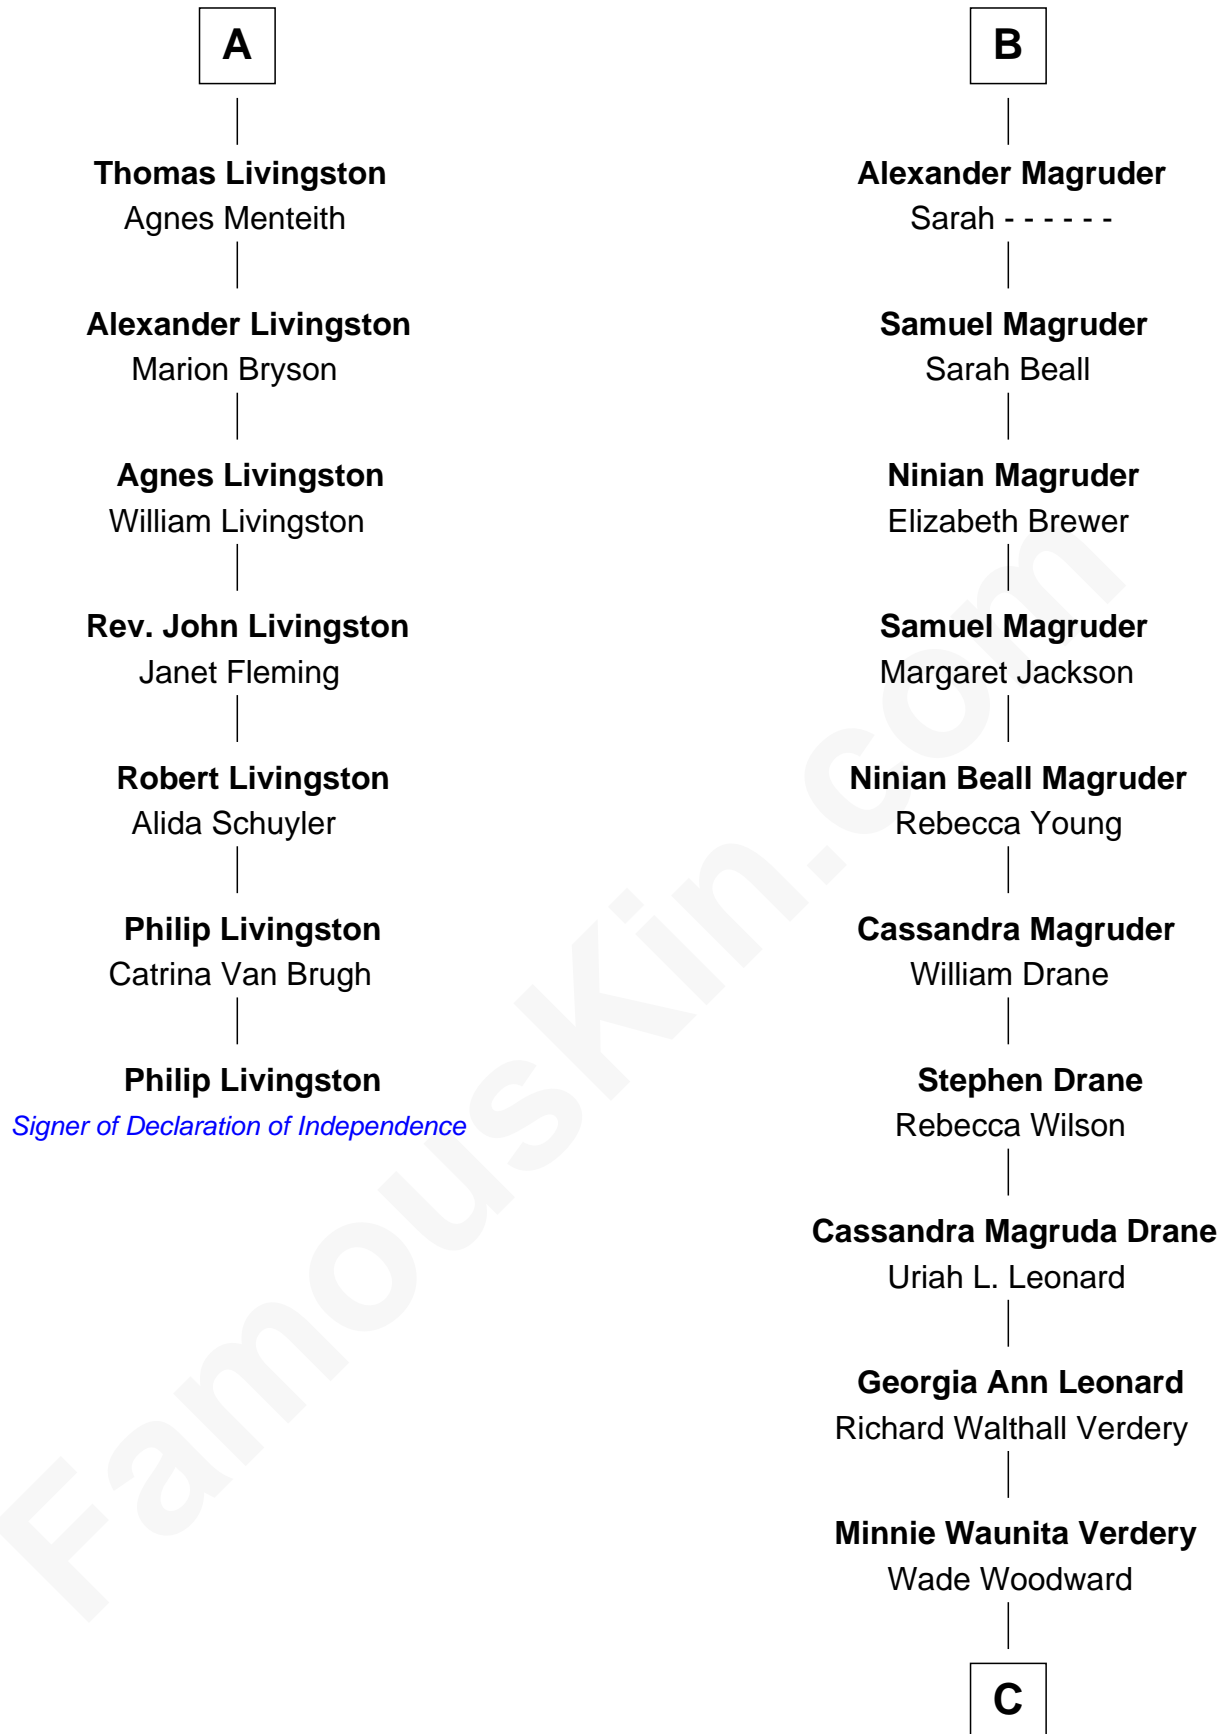 A
Thomas Livingston
Agnes Menteith
Alexander Livingston
Marion Bryson
Agnes Livingston
William Livingston
Rev. John Livingston
Janet Fleming
Robert Livingston
Alida Schuyler
Philip Livingston
Catrina Van Brugh
Philip Livingston
Signer of Declaration of Independence
B
Alexander Magruder
Sarah - - - - - -
Samuel Magruder
Sarah Beall
Ninian Magruder
Elizabeth Brewer
Samuel Magruder
Margaret Jackson
Ninian Beall Magruder
Rebecca Young
Cassandra Magruder
William Drane
Stephen Drane
Rebecca Wilson
Cassandra Magruda Drane
Uriah L. Leonard
Georgia Ann Leonard
Richard Walthall Verdery
Minnie Waunita Verdery
Wade Woodward
C
FamousKin.com